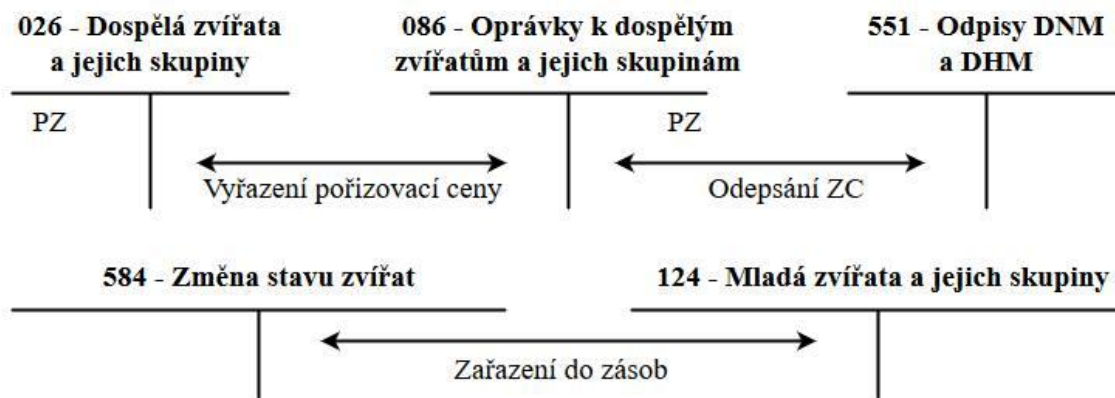 026 - Dospělá zvířata
a jejich skupiny
086 - Oprávky k dospělým
zvířatům a jejich skupinám
551 - Odpisy DNM
a DHM
PZ
PZ
Vyřazení pořizovací ceny
Odepsání ZC
584 - Změna stavu zvířat
124 - Mladá zvířata a jejich skupiny
Zařazení do zásob